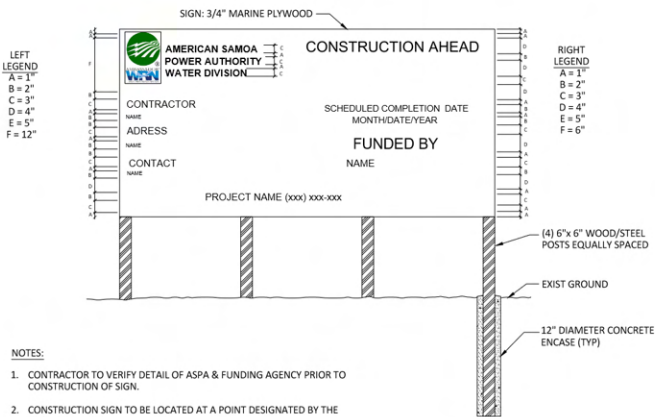 SIGN: 3/4" MARINE PLYWOOD
LEFT
LEGEND
A = 1"
B = 2"
C = 3"
D = 4"
E = 5"
F = 12"
AMERICAN SAMOA
POWER AUTHORITY
WATER DIVISION
CONSTRUCTION AHEAD
CONTRACTOR
NAME
ADRESS
NAME
CONTACT
NAME
SCHEDULED COMPLETION DATE
MONTH/DATE/YEAR
FUNDED BY
NAME
PROJECT NAME (xxx) xxx-xxx
RIGHT
LEGEND
A = 1"
B = 2"
C = 3"
D = 4"
E = 5"
F = 6"
(4) 6"x 6" WOOD/STEEL
POSTS EQUALLY SPACED
EXIST GROUND
12" DIAMETER CONCRETE
ENCASE (TYP)
NOTES:
1. CONTRACTOR TO VERIFY DETAIL OF ASPA & FUNDING AGENCY PRIOR TO
CONSTRUCTION OF SIGN.
2. CONSTRUCTION SIGN TO BE LOCATED AT A POINT DESIGNATED BY THE